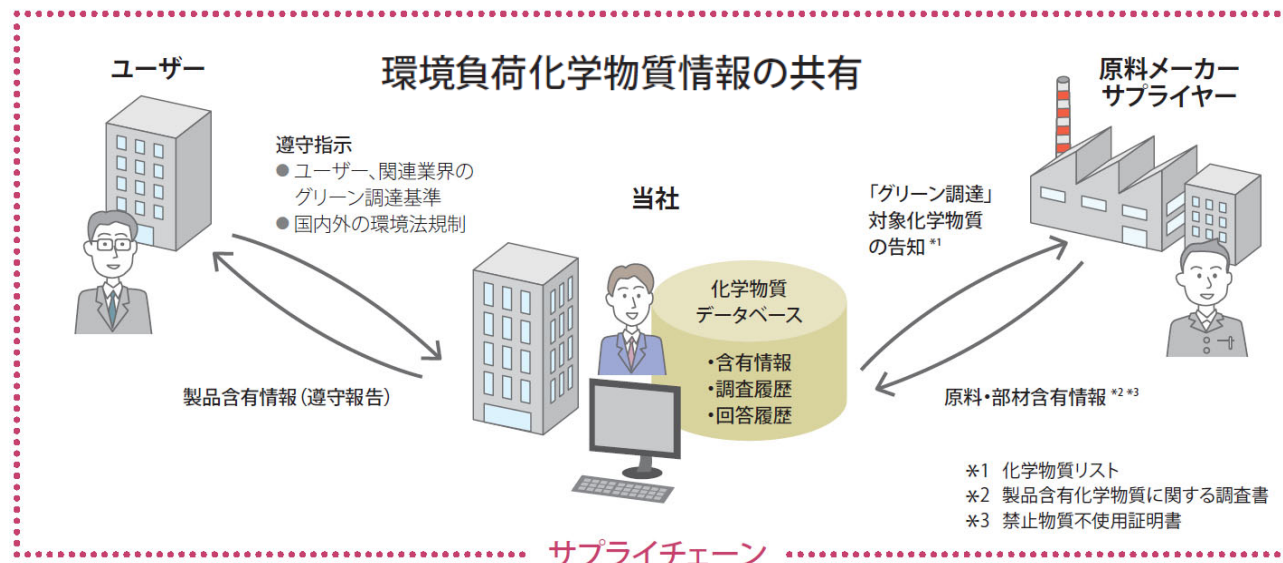 環境負荷化学物質情報の共有
ユーザー
遵守指示
● ユーザー、関連業界の
グリーン調達基準
● 国内外の環境法規制
製品含有情報（遵守報告）
当社
化学物質
データベース
・含有情報
・調査履歴
・回答履歴
原料メーカー
サプライヤー
「グリーン調達」
対象化学物質
の告知 *1
原料・部材含有情報 *2 *3
*1 化学物質リスト
*2 製品含有化学物質に関する調査書
*3 禁止物質不使用証明書
サプライチェーン